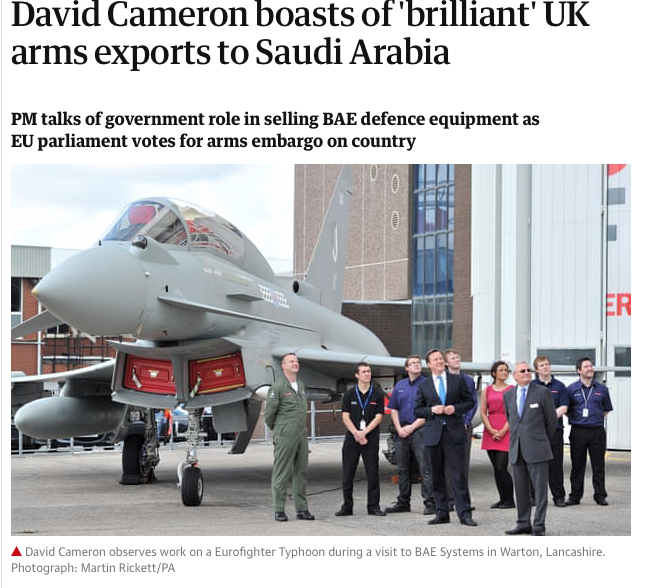 David Cameron boasts of 'brilliant' UK
arms exports to Saudi Arabia
PM talks of government role in selling BAE defence equipment as
EU parliament votes for arms embargo on country
J
ER
▲ David Cameron observes work on a Eurofighter Typhoon during a visit to BAE Systems in Warton, Lancashire.
Photograph: Martin Rickett/PA